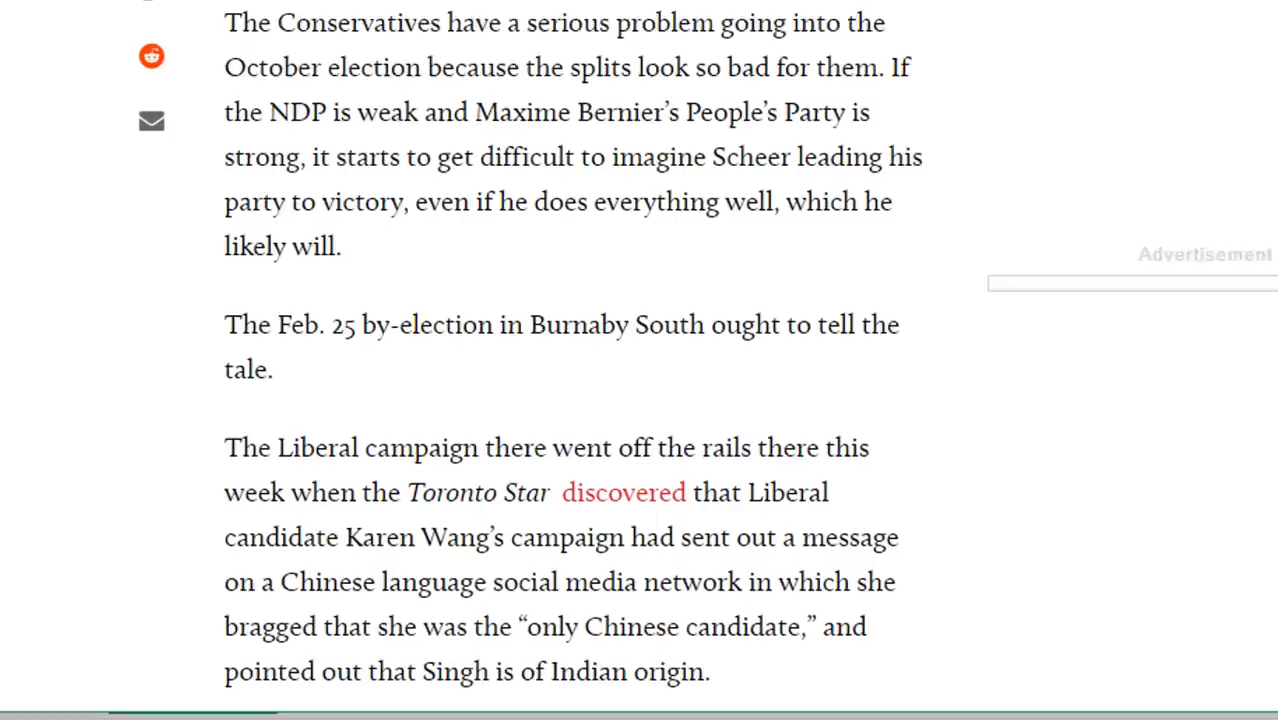 The Conservatives have a serious problem going into the
October election because the splits look so bad for them. If
the NDP is weak and Maxime Bernier’s People’s Party is
strong, it starts to get difficult to imagine Scheer leading his
party to victory, even if he does everything well, which he
likely will.
Advertisement
The Feb. 25 by-election in Burnaby South ought to tell the
tale.
The Liberal campaign there went off the rails there this
week when the Toronto Star discovered that Liberal
candidate Karen Wang’s campaign had sent out a message
on a Chinese language social media network in which she
bragged that she was the “only Chinese candidate,” and
pointed out that Singh is of Indian origin.